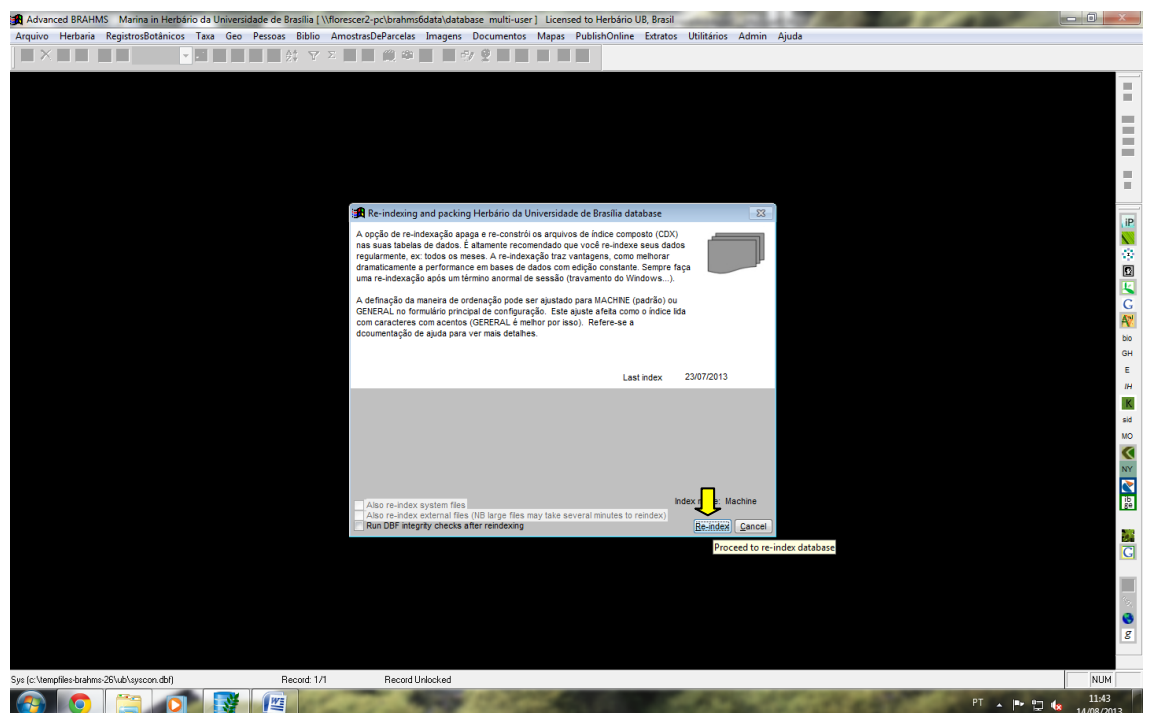 Advanced BRAHMS Marina in Herbário da Universidade de Brasília [ \\florescer2-pc\brahms6data\database multi-user ] Licensed to Herbário UB, Brasil
Arquivo Herbaria RegistrosBotânicos Taxa Geo Pessoas Biblio AmostrasDeParcelas Imagens Documentos Mapas PublishOnline Extratos Utilitários Admin Ajuda
Re-indexing and packing Herbário da Universidade de Brasília database
A opção de re-indexação apaga e re-constrói os arquivos de índice composto (CDX)
nas suas tabelas de dados. É altamente recomendado que você re-indexe seus dados
regularmente, ex: todos os meses. A re-indexação traz vantagens, como melhorar
dramaticamente a performance em bases de dados com edição constante. Sempre faça
uma re-indexação após um término anormal de sessão (travamento do Windows...).
A definação da maneira de ordenação pode ser ajustado para MACHINE (padrão) ou
GENERAL no formulário principal de configuração. Este ajuste afeita como o índice lida
com caracteres com acentos (GERERAL é melhor por isso). Refere-se a
dcoumentação de ajuda para ver mais detalhes.
Last index 23/07/2013
Index Machine
Also re-index system files
Also re-index external files (NB large files may take several minutes to reindex)
Run DBF integrity checks after reindexing
Re-index Cancel
Proceed to re-index database
iP
G
bio
GH
E
IH
K
sid
MO
NY
ib
ge
G
g
Sys (c:\tempfiles-brahms-26\ub\syscon.dbf) Record: 1/1 Record Unlocked NUM
PT 11:43
14/08/2013